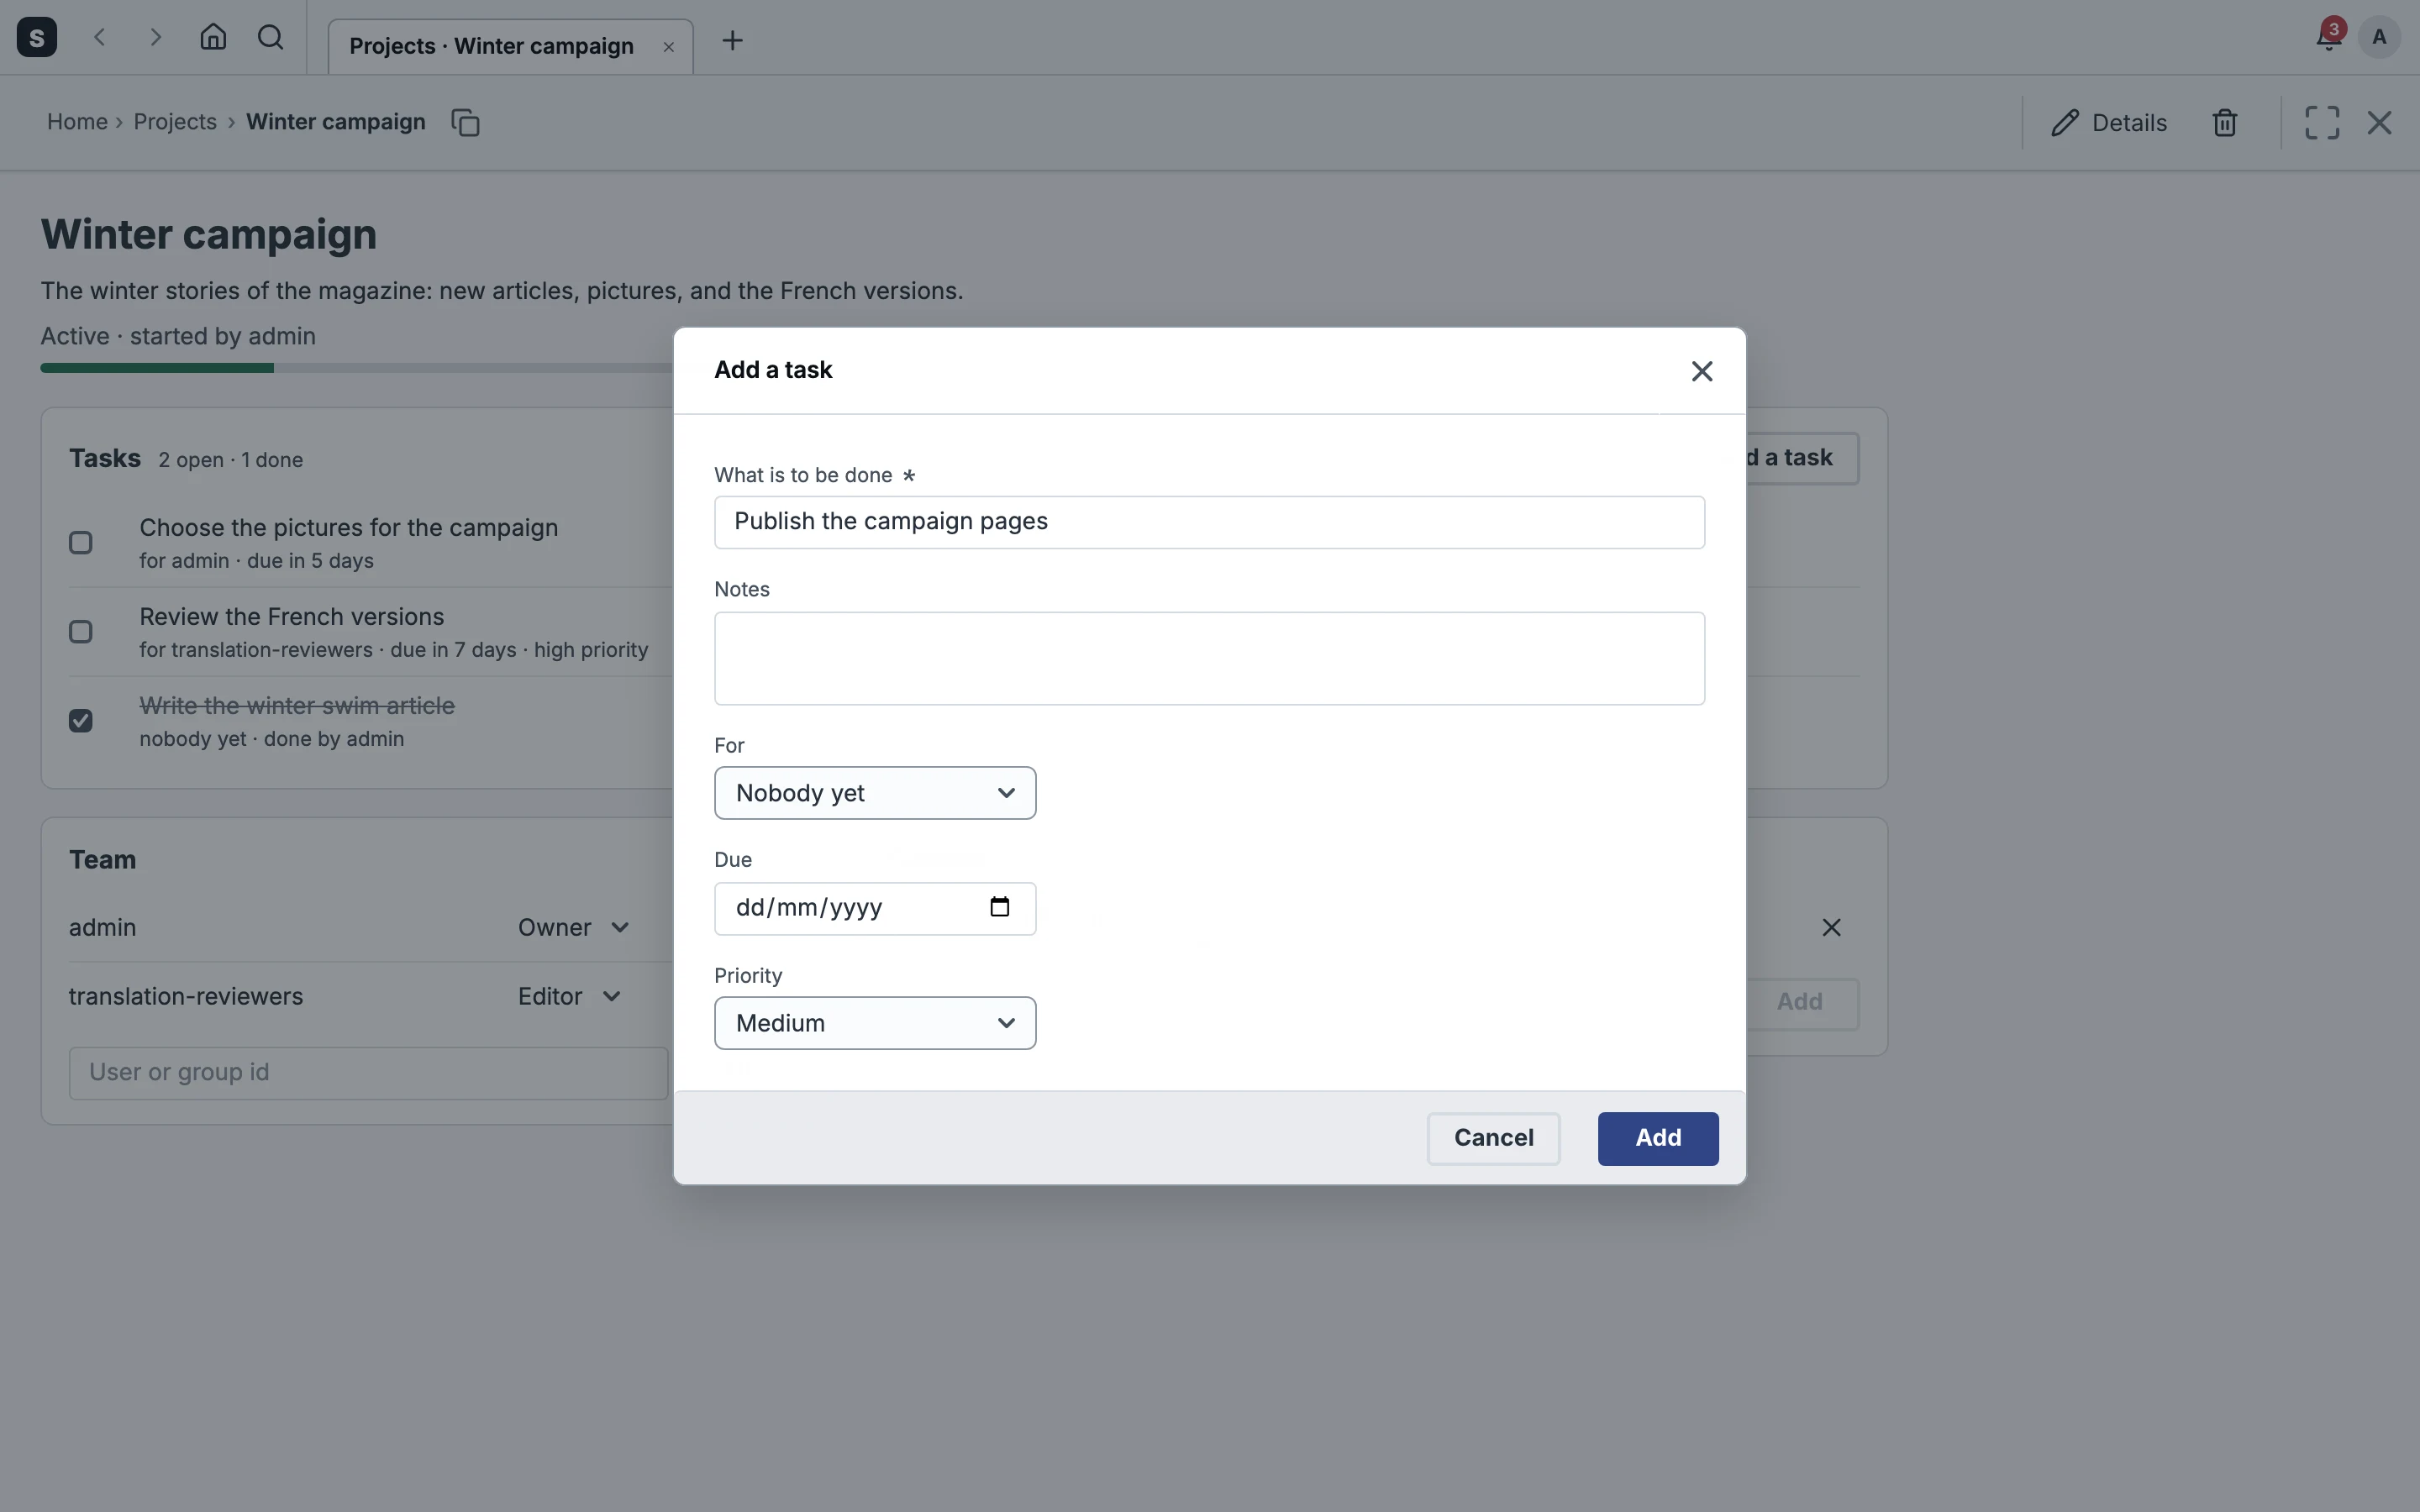 S
Projects · Winter campaign
3
A
Home › Projects › Winter campaign
Details
Winter campaign
The winter stories of the magazine: new articles, pictures, and the French versions.
Active · started by admin
Tasks 2 open · 1 done
d a task
Choose the pictures for the campaign
for admin · due in 5 days
Review the French versions
for translation-reviewers · due in 7 days · high priority
Write the winter swim article
nobody yet · done by admin
Team
admin Owner
translation-reviewers Editor
User or group id
Add
Add a task
What is to be done *
Publish the campaign pages
Notes
For
Nobody yet
Due
dd/mm/yyyy
Priority
Medium
Cancel Add